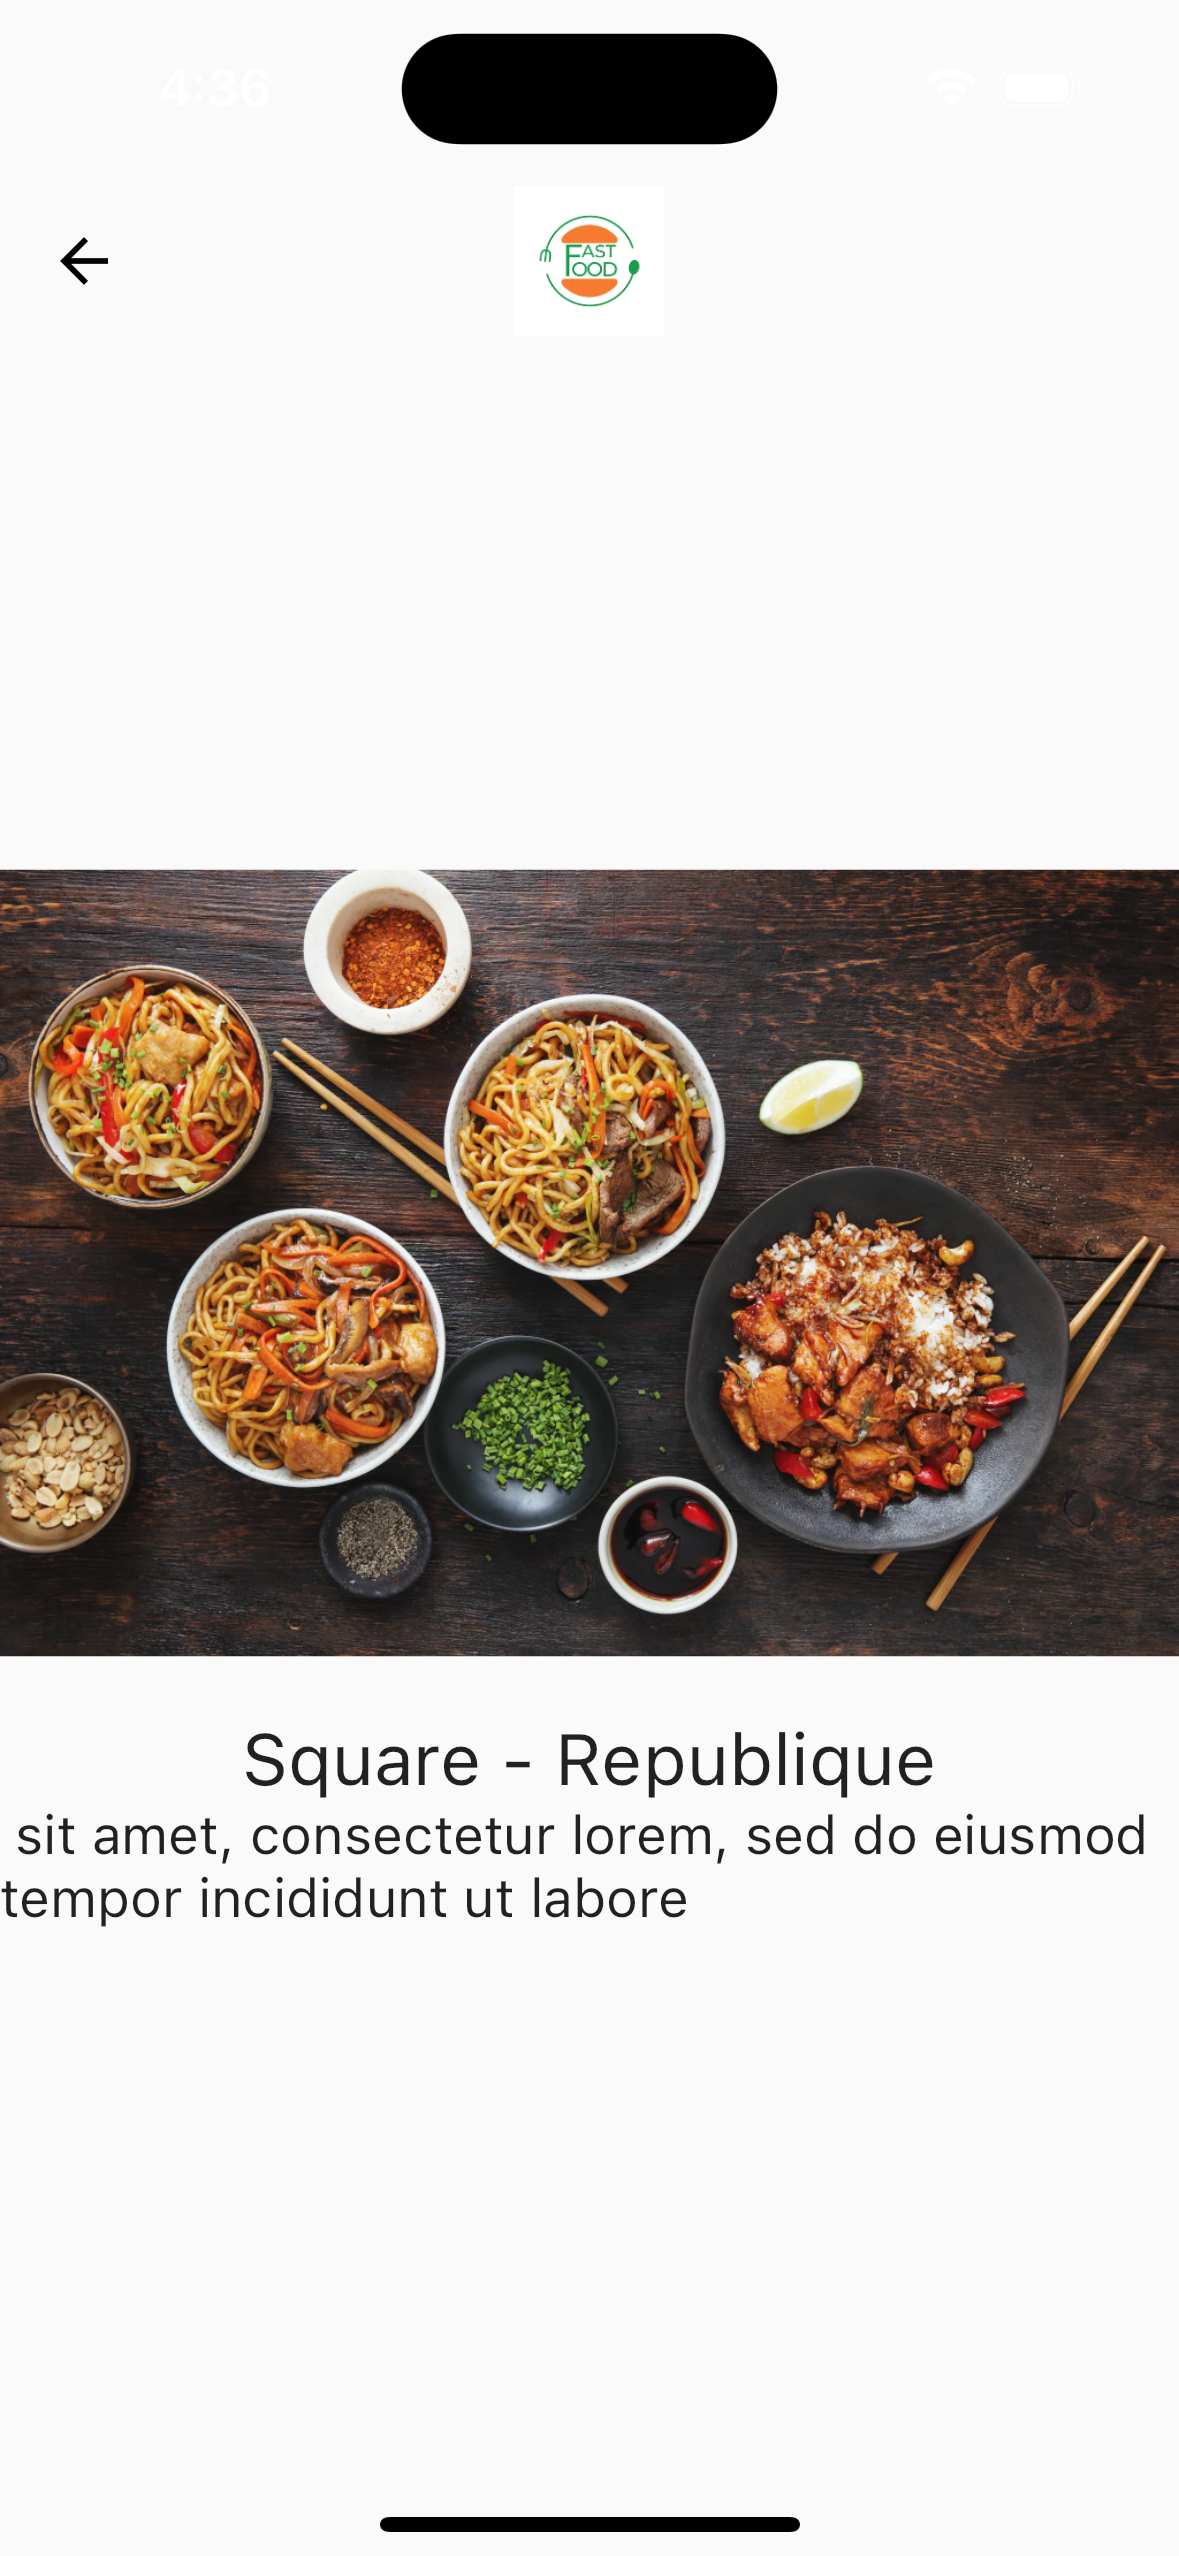 4:36
FAST
FOOD
Square - Republique
sit amet, consectetur lorem, sed do eiusmod
tempor incididunt ut labore